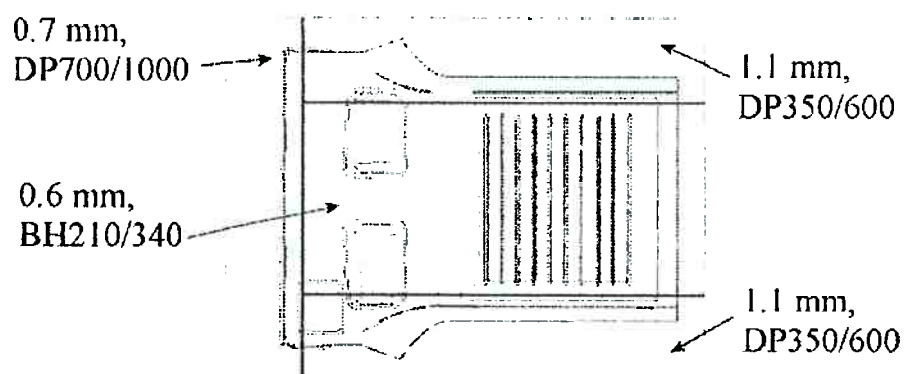 0.7 mm,
DP700/1000
1.1 mm,
DP350/600
0.6 mm,
BH210/340
1.1 mm,
DP350/600